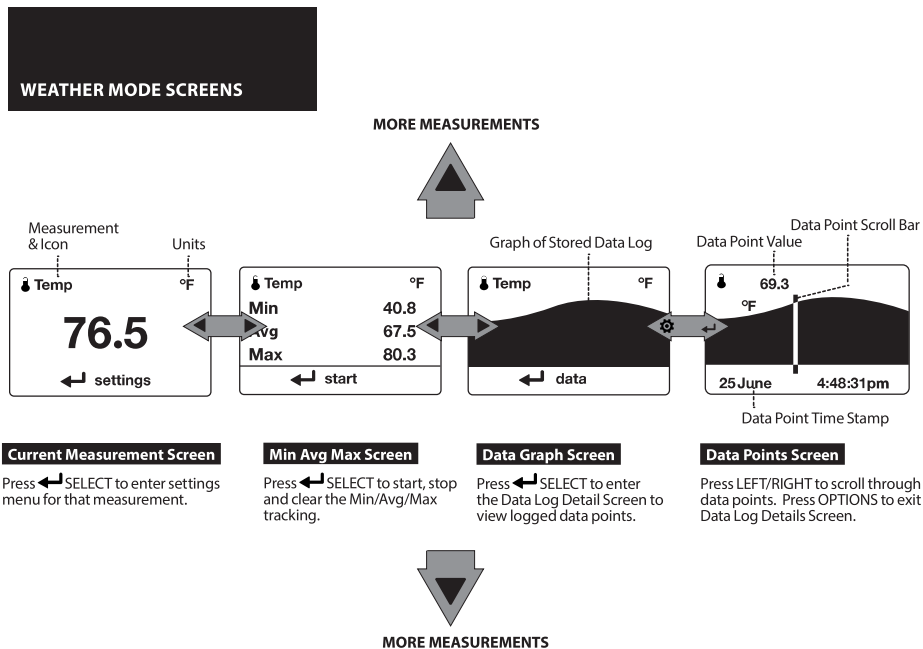 WEATHER MODE SCREENS
MORE MEASUREMENTS
Measurement
& Icon
Units
Graph of Stored Data Log
Data Point Value
Data Point Scroll Bar
Temp °F
76.5
settings
Temp °F
Min 40.8
Avg 67.5
Max 80.3
start
Temp °F
data
69.3
°F
25 June 4:48:31pm
Data Point Time Stamp
Current Measurement Screen
Press SELECT to enter settings
menu for that measurement.
Min Avg Max Screen
Press SELECT to start, stop
and clear the Min/Avg/Max
tracking.
Data Graph Screen
Press SELECT to enter
the Data Log Detail Screen to
view logged data points.
Data Points Screen
Press LEFT/RIGHT to scroll through
data points. Press OPTIONS to exit
Data Log Details Screen.
MORE MEASUREMENTS